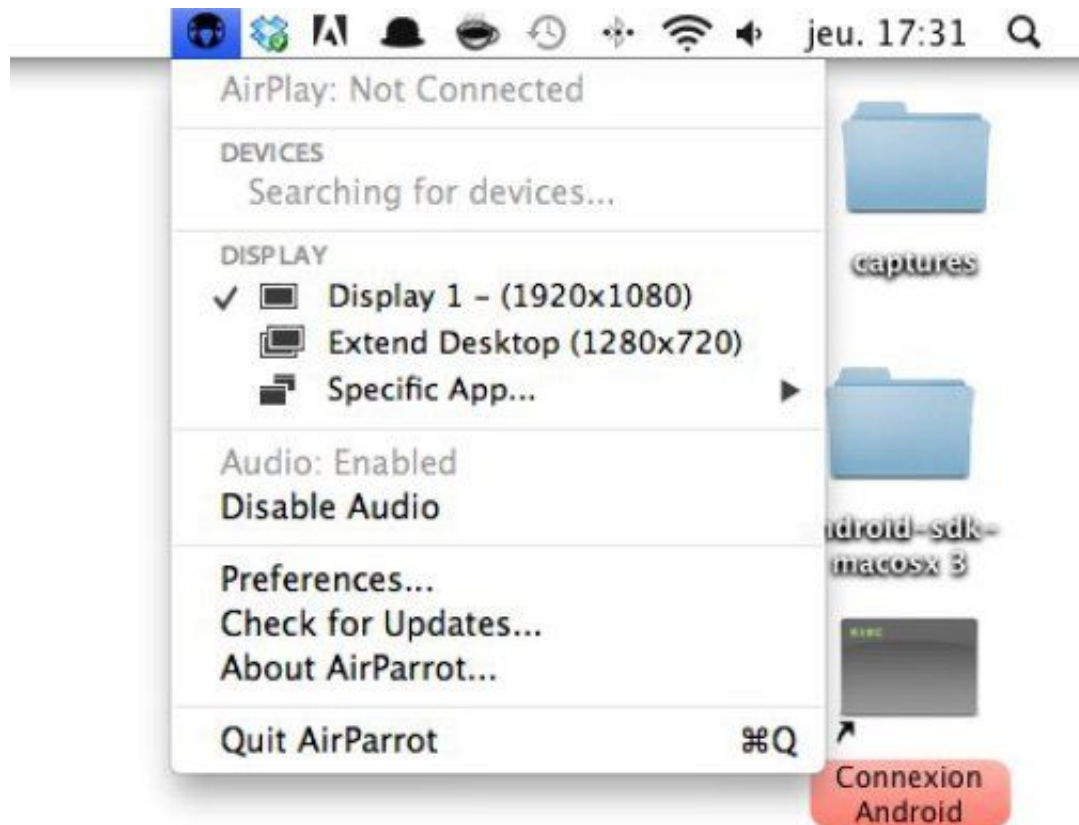 jeu. 17:31
AirPlay: Not Connected
DEVICES
Searching for devices...
DISPLAY
✓ Display 1 – (1920x1080)
Extend Desktop (1280x720)
Specific App... ▶
Audio: Enabled
Disable Audio
Preferences...
Check for Updates...
About AirParrot...
Quit AirParrot ⌘Q
captures
ndroid-sdk-
macosx 3
exec
Connexion
Android